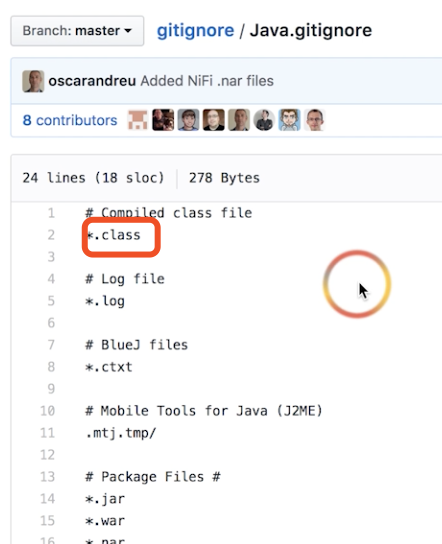 Branch: master
gitignore / Java.gitignore
oscarandreu Added NiFi .nar files
8 contributors
24 lines (18 sloc) 278 Bytes
1 # Compiled class file
2 *.class
3
4 # Log file
5 *.log
6
7 # BlueJ files
8 *.ctxt
9
10 # Mobile Tools for Java (J2ME)
11 .mtj.tmp/
12
13 # Package Files #
14 *.jar
15 *.war
16 *.nar